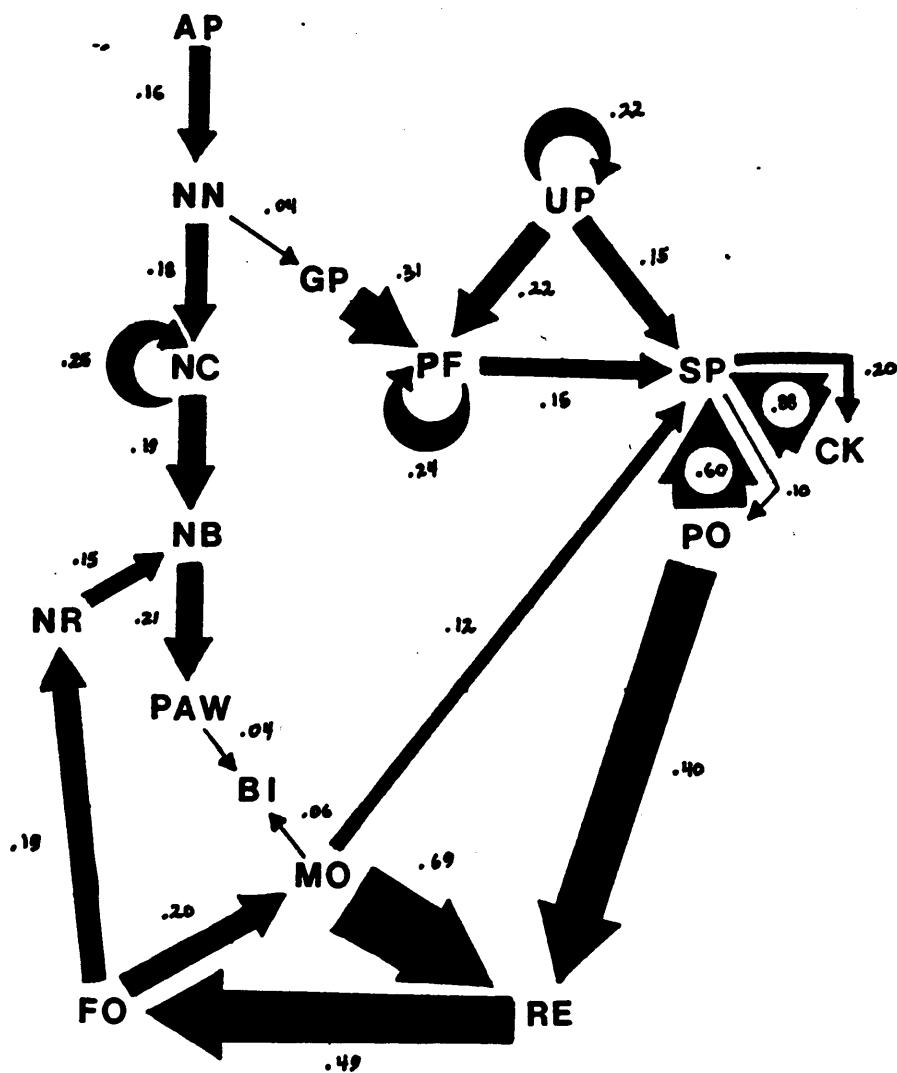 AP
.16
.22
NN
.04
UP
.18
GP
.31
.22
.15
.25
NC
PF
SP
.20
.15
.88
.19
.24
.60
CK
.10
NB
PO
.15
NR
.21
.12
PAW
.04
.40
BI
.06
.19
MO
.69
.20
FO
RE
.49